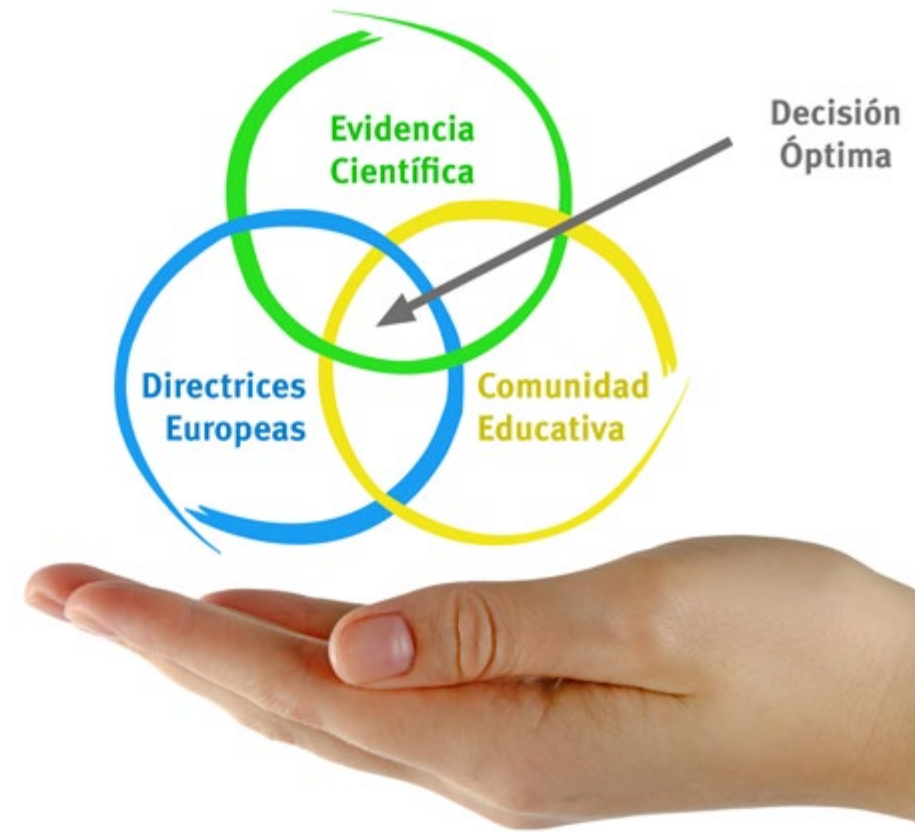 Evidencia
Científica
Decisión
Óptima
Directrices
Europeas
Comunidad
Educativa